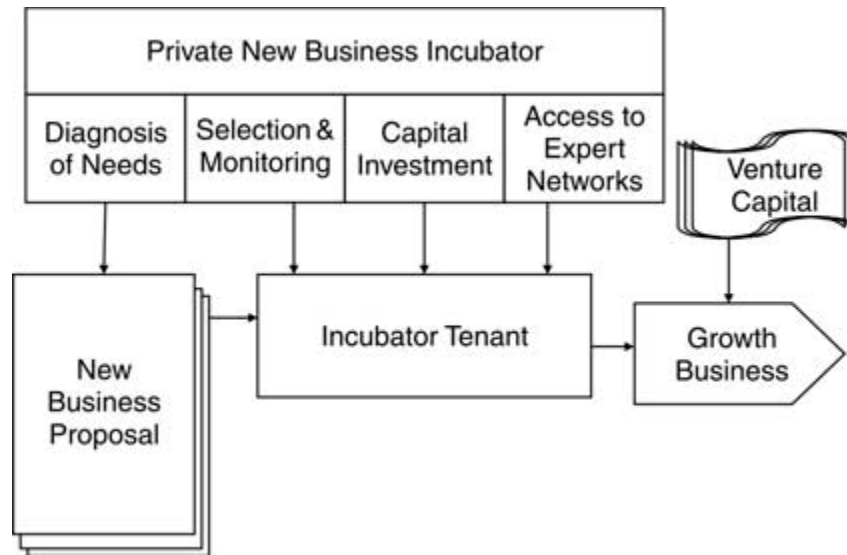 Private New Business Incubator
Diagnosis
of Needs
Selection &
Monitoring
Capital
Investment
Access to
Expert
Networks
Venture
Capital
New
Business
Proposal
Incubator Tenant
Growth
Business